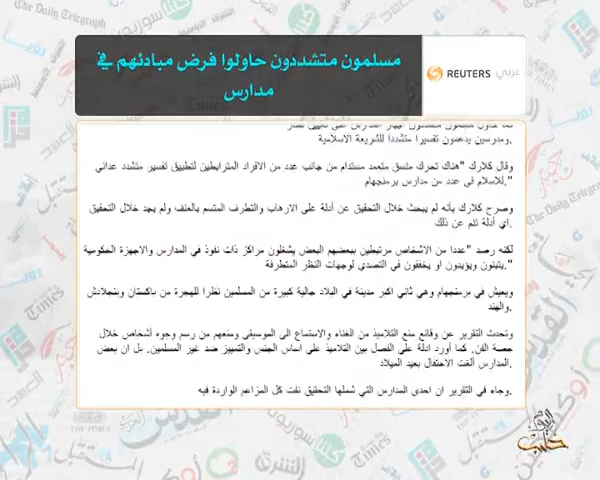 مسلمون متشددون حاولوا فرض مبادئهم في
مدارس
REUTERS عربي
.ومدرسين يدعمون تفسيرا متشددا للشريعة الاسلامية
وقال كلارك "هناك تحرك منسق متعمد مستدام من جانب عدد من الافراد المترابطين لتطبيق تفسير متشدد عدائي
".للاسلام في عدد من مدارس برمنجهام
وصرح كلارك بأنه لم يبحث خلال التحقيق عن أدلة على الارهاب والتطرف المتسم بالعنف ولم يجد خلال التحقيق
.اي أدلة تنم عن ذلك
لكنه رصد "عددا من الاشخاص مرتبطين ببعضهم البعض يشغلون مراكز ذات نفوذ في المدارس والاجهزة الحكومية
".يتبنون ويؤيدون او يخفقون في التصدي لوجهات النظر المتطرفة
ويعيش في برمنجهام وهي ثاني اكبر مدينة في البلاد جالية كبيرة من المسلمين نظرا للهجرة من باكستان وبنجلادش
.والهند
وتحدث التقرير عن وقائع منع التلاميذ من الغناء والاستماع الى الموسيقى ومنعهم من رسم وجوه أشخاص خلال
حصة الفن. كما أورد ادلة على الفصل بين التلاميذ على اساس الجنس والتمييز ضد غير المسلمين. بل ان بعض
.المدارس ألغت الاحتفال بعيد الميلاد
.وجاء في التقرير ان احدى المدارس التي شملها التحقيق نفت كل المزاعم الواردة فيه